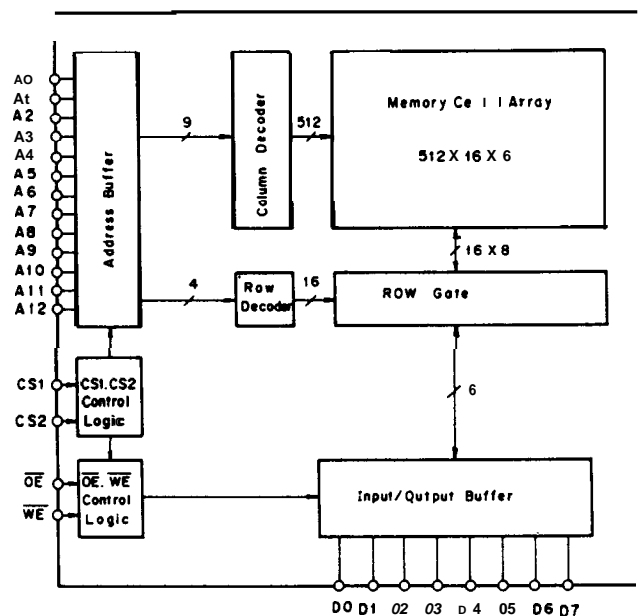 A0
At
A2
A3
A4
A5
A6
A7
A8
A9
A10
A11
A12
Address Buffer
9
Column Decoder
512
Memory Ce l l Array
512 X 16 X 6
16 X 8
4
Row
Decoder
16
ROW Gate
CS1
CS2
CS1. CS2
Control
Logic
6
OE
WE
OE. WE
Control
Logic
Input/Qutput Buffer
D0 D1 02 03 D 4 05 D6 D7